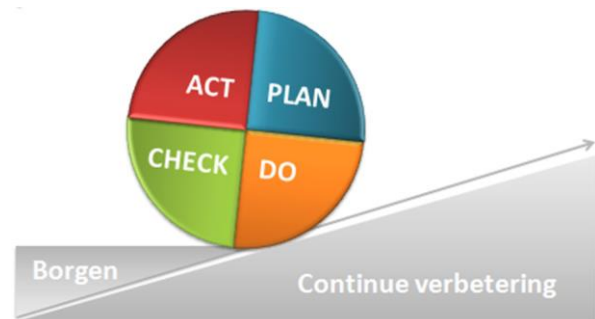 ACT
PLAN
CHECK
DO
Borgen
Continue verbetering